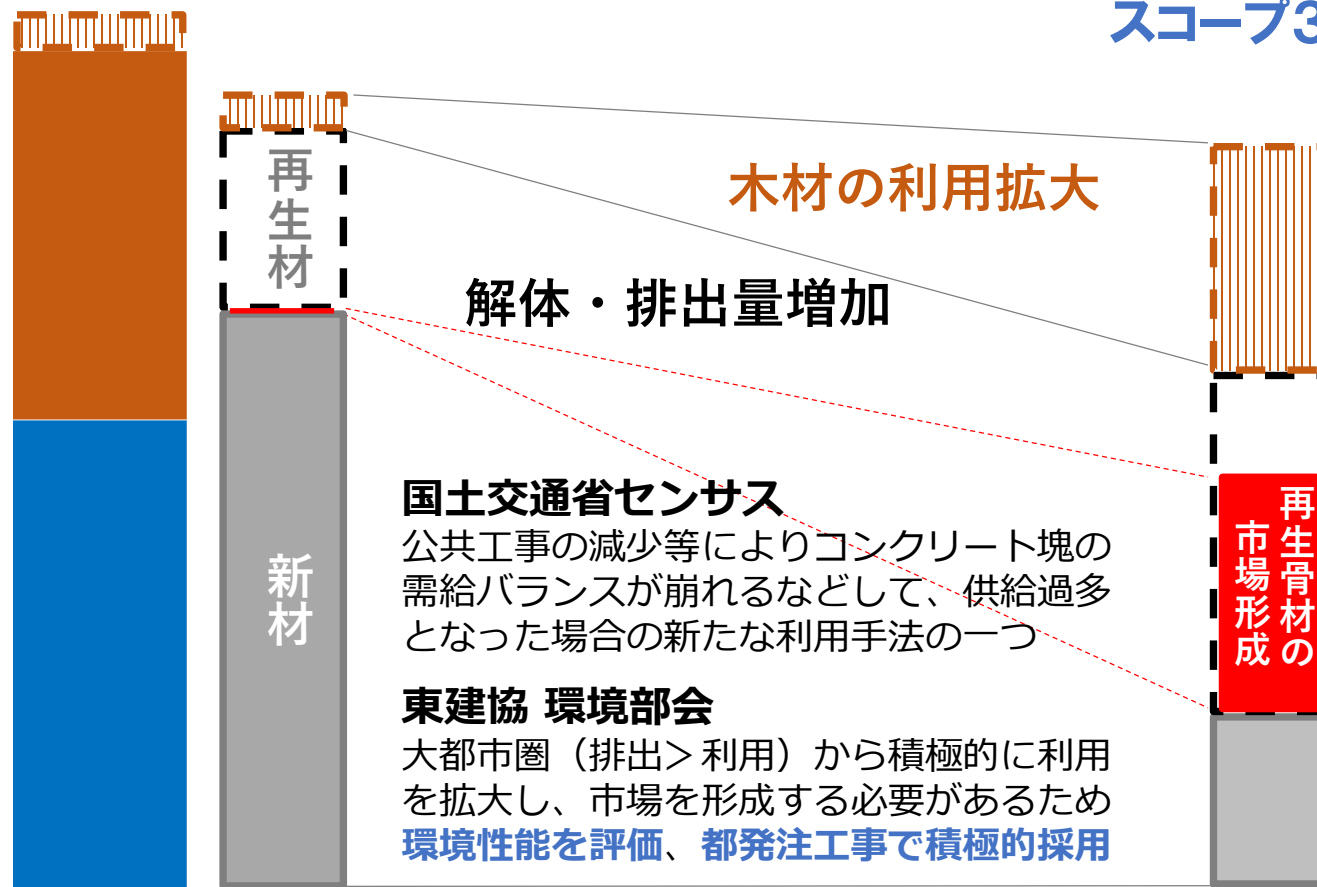 スコープ3
木材の利用拡大
再生材
解体・排出量増加
国土交通省センサス
公共工事の減少等によりコンクリート塊の
需給バランスが崩れるなどして、供給過多
となった場合の新たな利用手法の一つ
新材
再生骨材の
市場形成
東建協 環境部会
大都市圏（排出＞利用）から積極的に利用
を拡大し、市場を形成する必要があるため
環境性能を評価、都発注工事で積極的採用